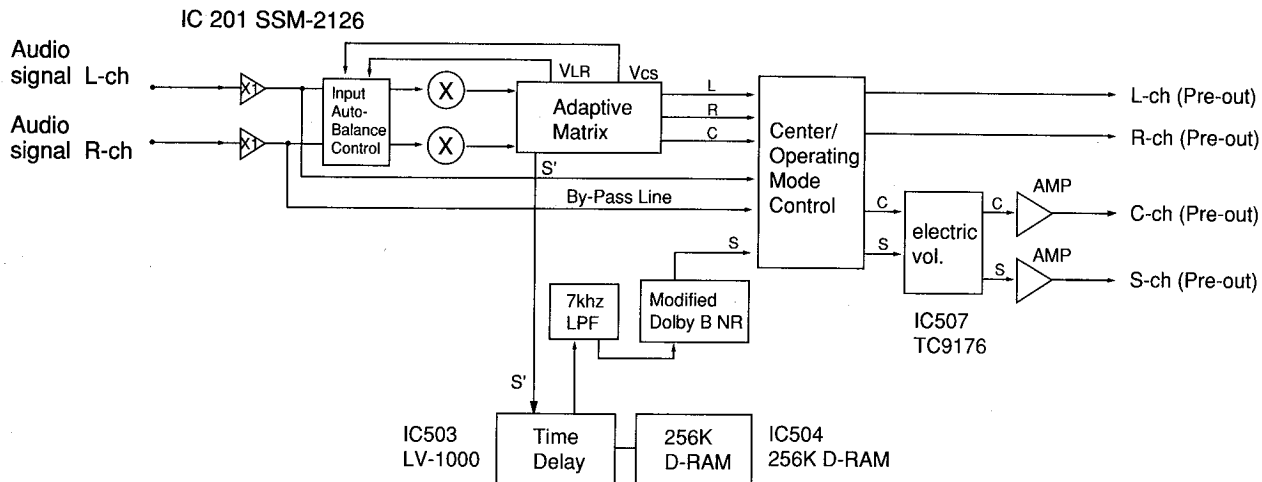 IC 201 SSM-2126
Audio
signal L-ch
Audio
signal R-ch
X1
X1
Input
Auto-
Balance
Control
X
X
VLR
Vcs
Adaptive
Matrix
L
R
C
S'
By-Pass Line
Center/
Operating
Mode
Control
L-ch (Pre-out)
R-ch (Pre-out)
C
S
electric
vol.
C
S
AMP
AMP
C-ch (Pre-out)
S-ch (Pre-out)
IC507
TC9176
S
7khz
LPF
Modified
Dolby B NR
S'
IC503
LV-1000
Time
Delay
256K
D-RAM
IC504
256K D-RAM